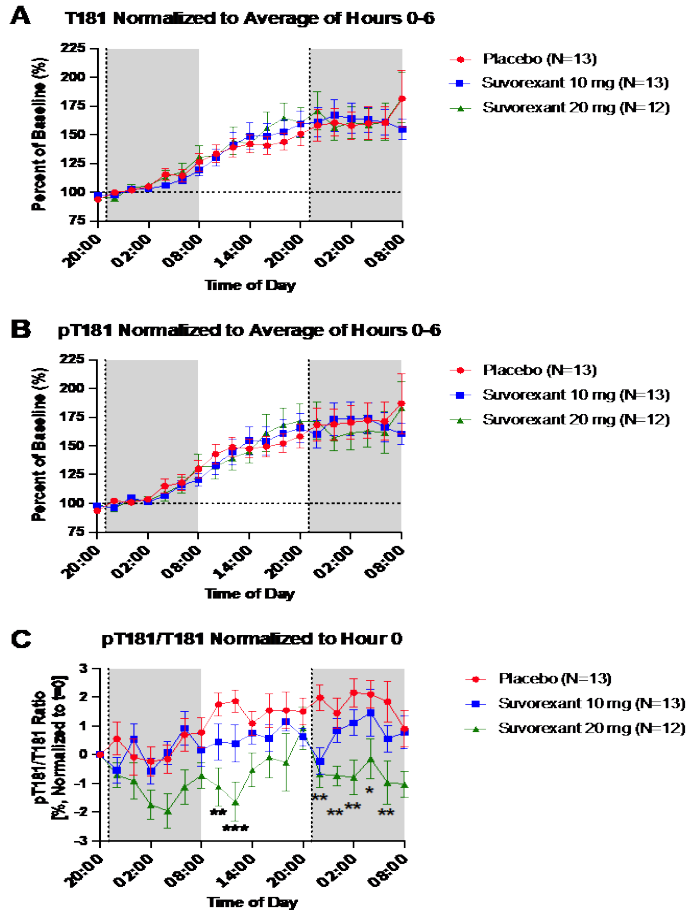 A
T181 Normalized to Average of Hours 0-6
Percent of Baseline (%)
225
200
175
150
125
100
75
20:00
02:00
08:00
14:00
20:00
02:00
08:00
Time of Day
Placebo (N=13)
Suvorexant 10 mg (N=13)
Suvorexant 20 mg (N=12)
B
pT181 Normalized to Average of Hours 0-6
Percent of Baseline (%)
225
200
175
150
125
100
75
20:00
02:00
08:00
14:00
20:00
02:00
08:00
Time of Day
Placebo (N=13)
Suvorexant 10 mg (N=13)
Suvorexant 20 mg (N=12)
C
pT181/T181 Normalized to Hour 0
pT181/T181 Ratio
[%, Normalized to t=0]
3
2
1
0
-1
-2
-3
** *** ** ** ** * **
20:00
02:00
08:00
14:00
20:00
02:00
08:00
Time of Day
Placebo (N=13)
Suvorexant 10 mg (N=13)
Suvorexant 20 mg (N=12)